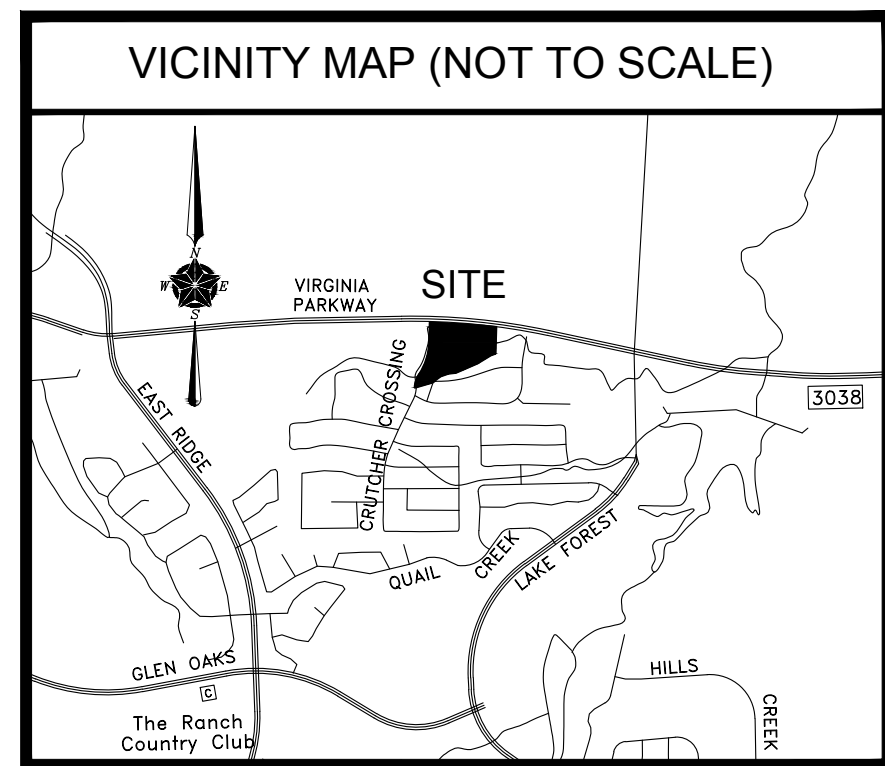 VICINITY MAP (NOT TO SCALE)
N
W E
S
VIRGINIA
PARKWAY
SITE
CRUTCHER CROSSING
3038
EAST RIDGE
QUAIL
CREEK
LAKE FOREST
GLEN OAKS
C
The Ranch
Country Club
HILLS
CREEK